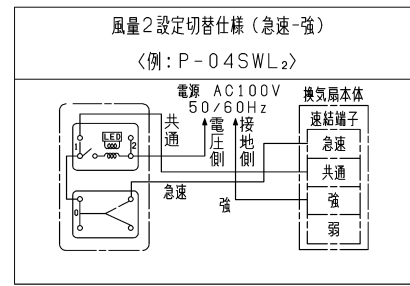 風量2設定切替仕様(急速-強)
〈例:P-04SWL₂〉
電源 AC100V
50/60Hz
換気扇本体
速結端子
共通
電圧側
接地側
LED
1
2
急速
共通
強
弱
0
急速
強